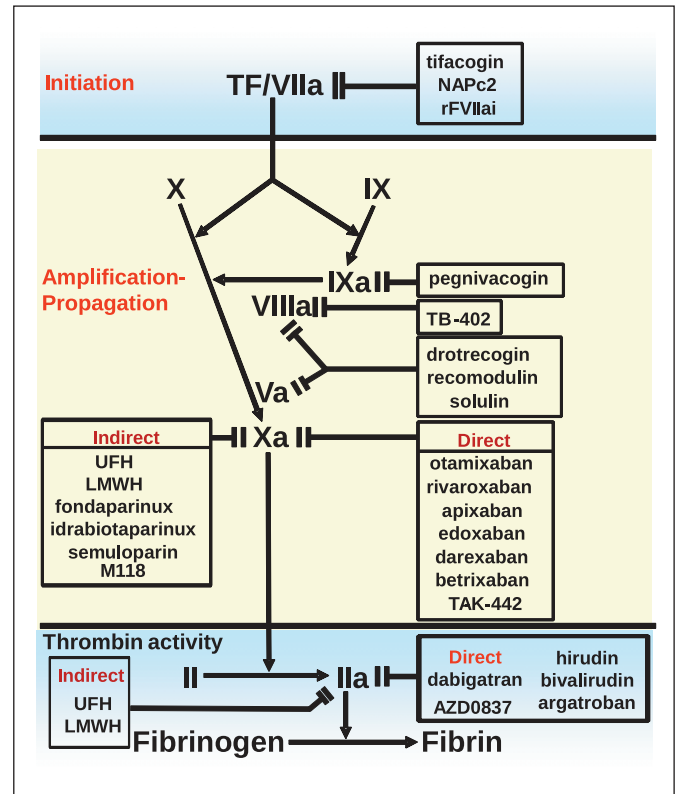 Initiation
TF/VIIa
tifacogin
NAPc2
rFVIIai
X
IX
Amplification-
Propagation
IXa
pegnivacogin
VIIIa
TB-402
drotrecogin
recomodulin
solulin
Va
Indirect
UFH
LMWH
fondaparinux
idrabiotaparinux
semuloparin
M118
Xa
Direct
otamixaban
rivaroxaban
apixaban
edoxaban
darexaban
betrixaban
TAK-442
Thrombin activity
Indirect
UFH
LMWH
II
IIa
Direct
dabigatran
AZD0837
hirudin
bivalirudin
argatroban
Fibrinogen
Fibrin